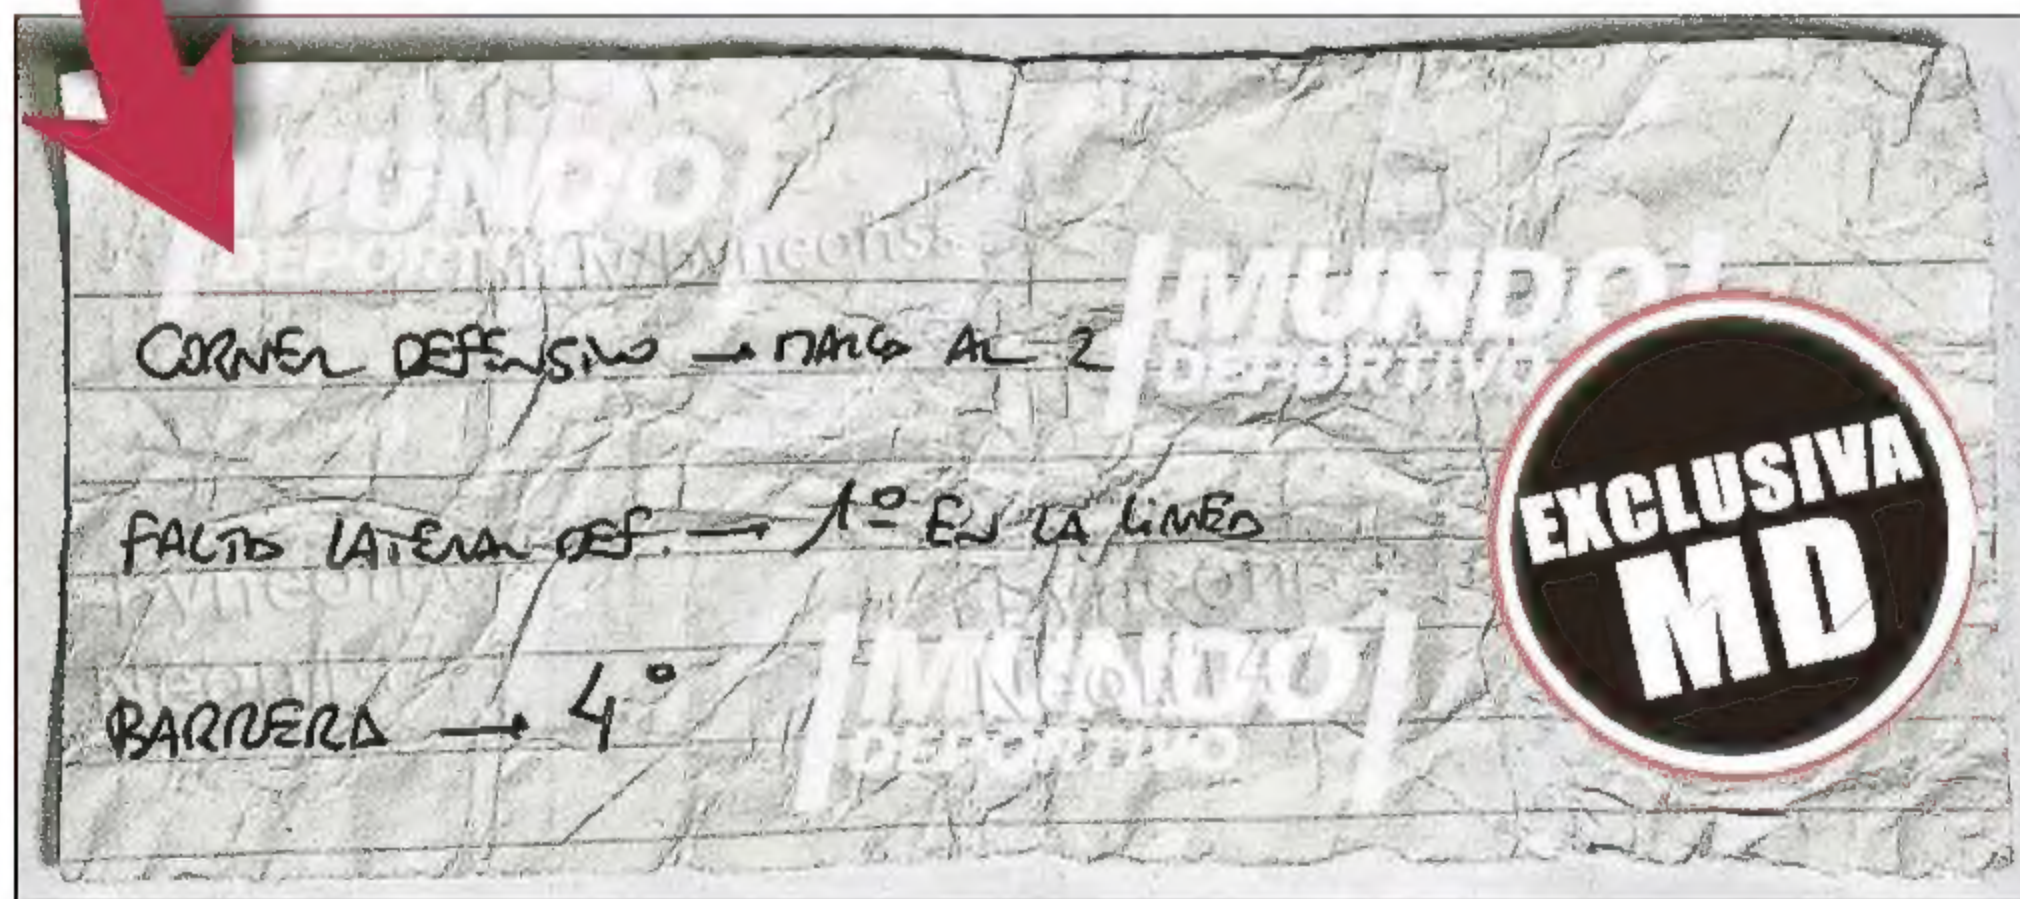 MUNDO
DEPORTIVO
MUNDO
DEPORTIVO
CORNER DEFENSIVO → MARCO AL 2
EXCLUSIVA
MD
FALTA LATERAL DEF. → 1º EN LA LINEA
MUNDO
DEPORTIVO
BARRERA → 4º